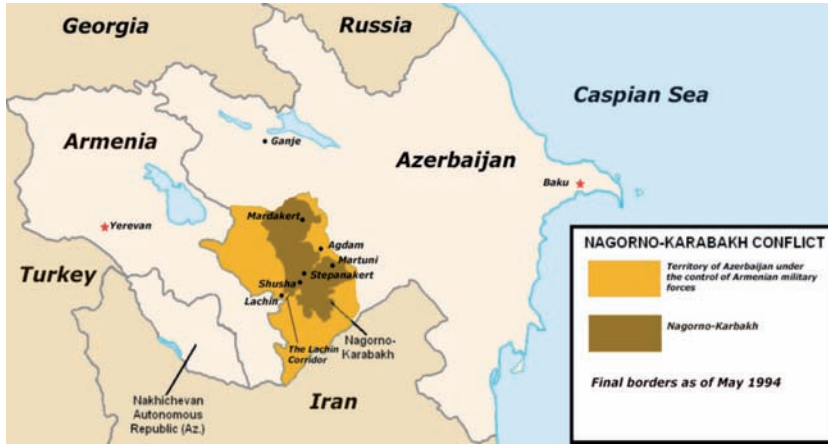 Georgia
Russia
Caspian Sea
Armenia
Ganje
Azerbaijan
Baku
Mardakert
Yerevan
Agdam
Martuni
Stepanakert
Shusha
Lachin
Turkey
The Lachin
Corridor
Nagorno-
Karabakh
Nakhichevan
Autonomous
Republic (Az.)
Iran
NAGORNO-KARABAKH CONFLICT
Territory of Azerbaijan under
the control of Armenian military
forces
Nagorno-Karbakh
Final borders as of May 1994